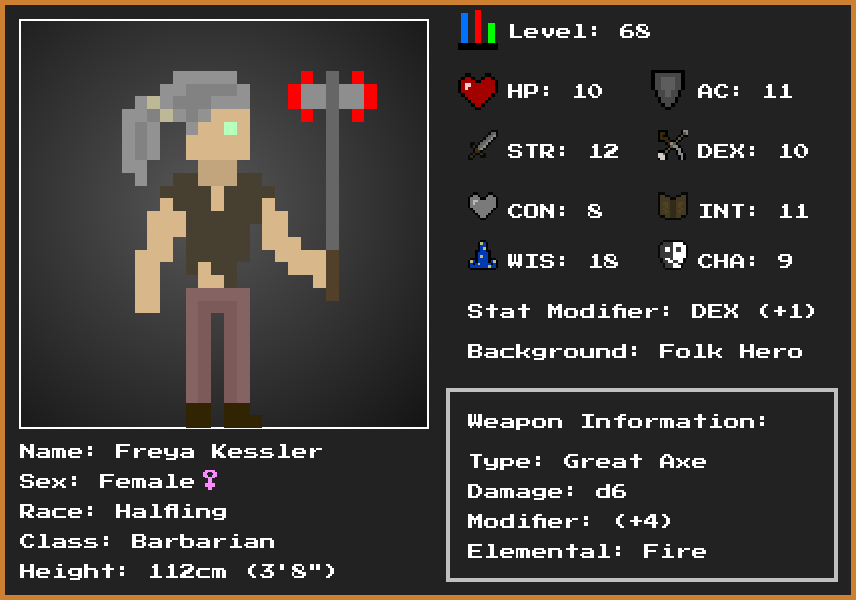 Level: 68
HP: 10 AC: 11
STR: 12 DEX: 10
CON: 8 INT: 11
WIS: 18 CHA: 9
Stat Modifier: DEX (+1)
Background: Folk Hero
Weapon Information:
Type: Great Axe
Damage: d6
Modifier: (+4)
Elemental: Fire
Name: Freya Kessler
Sex: Female♀
Race: Halfling
Class: Barbarian
Height: 112cm (3'8")